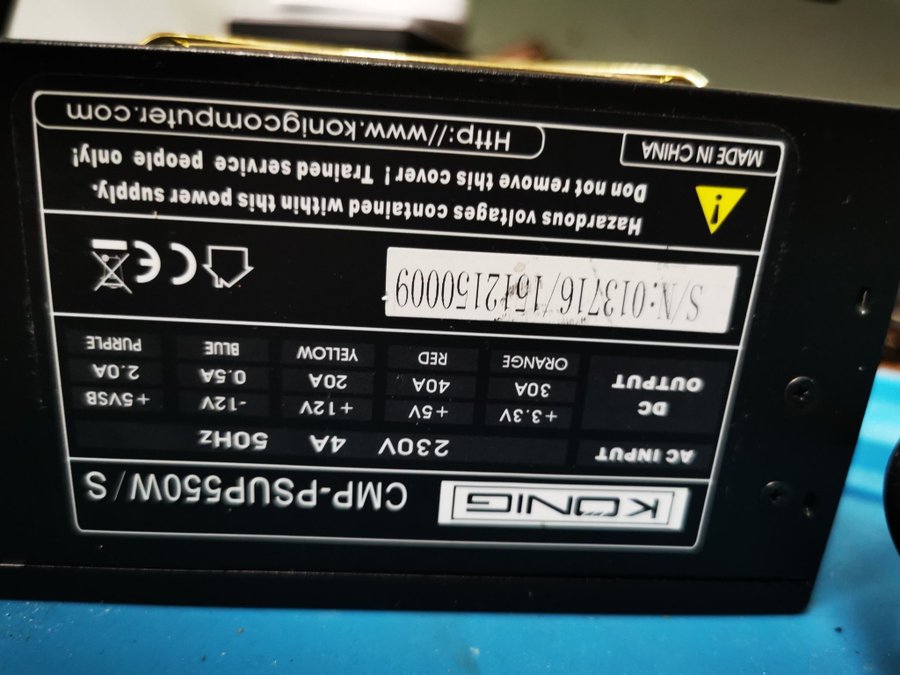 KÖNIG CMP-PSUP550W/S
AC INPUT 230V 4A 50Hz
DC OUTPUT
+3.3V +5V +12V -12V +5VSB
30A 40A 20A 0.5A 2.0A
ORANGE RED YELLOW BLUE PURPLE
S/N:013716/1512150009
CE
Hazardous voltages contained within this power supply.
Don not remove this cover! Trained service people only!
MADE IN CHINA Http://www.konigcomputer.com